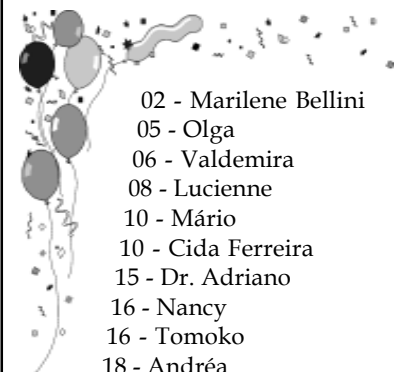 02 - Marilene Bellini
05 - Olga
06 - Valdemira
08 - Lucienne
10 - Mário
10 - Cida Ferreira
15 - Dr. Adriano
16 - Nancy
16 - Tomoko
18 - Andréa